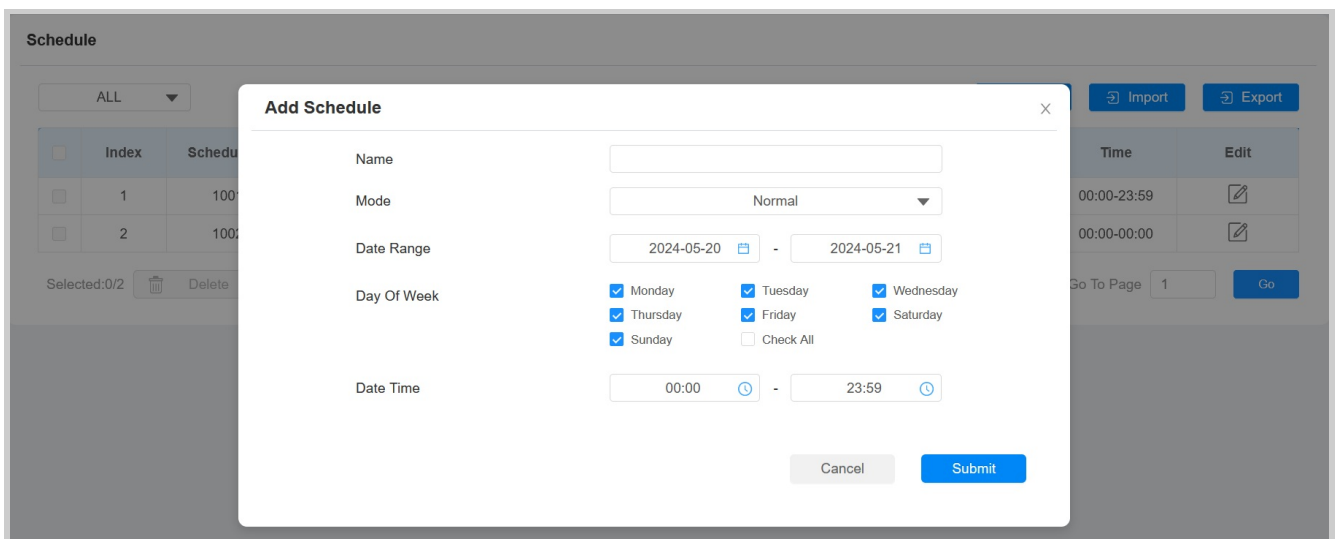 Schedule
ALL
Import
Export
Add Schedule
Index
Schedu
Time
Edit
Name
1
100
00:00-23:59
Mode
Normal
2
1002
00:00-00:00
Date Range
2024-05-20 - 2024-05-21
Selected:0/2
Delete
Go To Page 1
Go
Day Of Week
Monday
Tuesday
Wednesday
Thursday
Friday
Saturday
Sunday
Check All
Date Time
00:00 - 23:59
Cancel
Submit